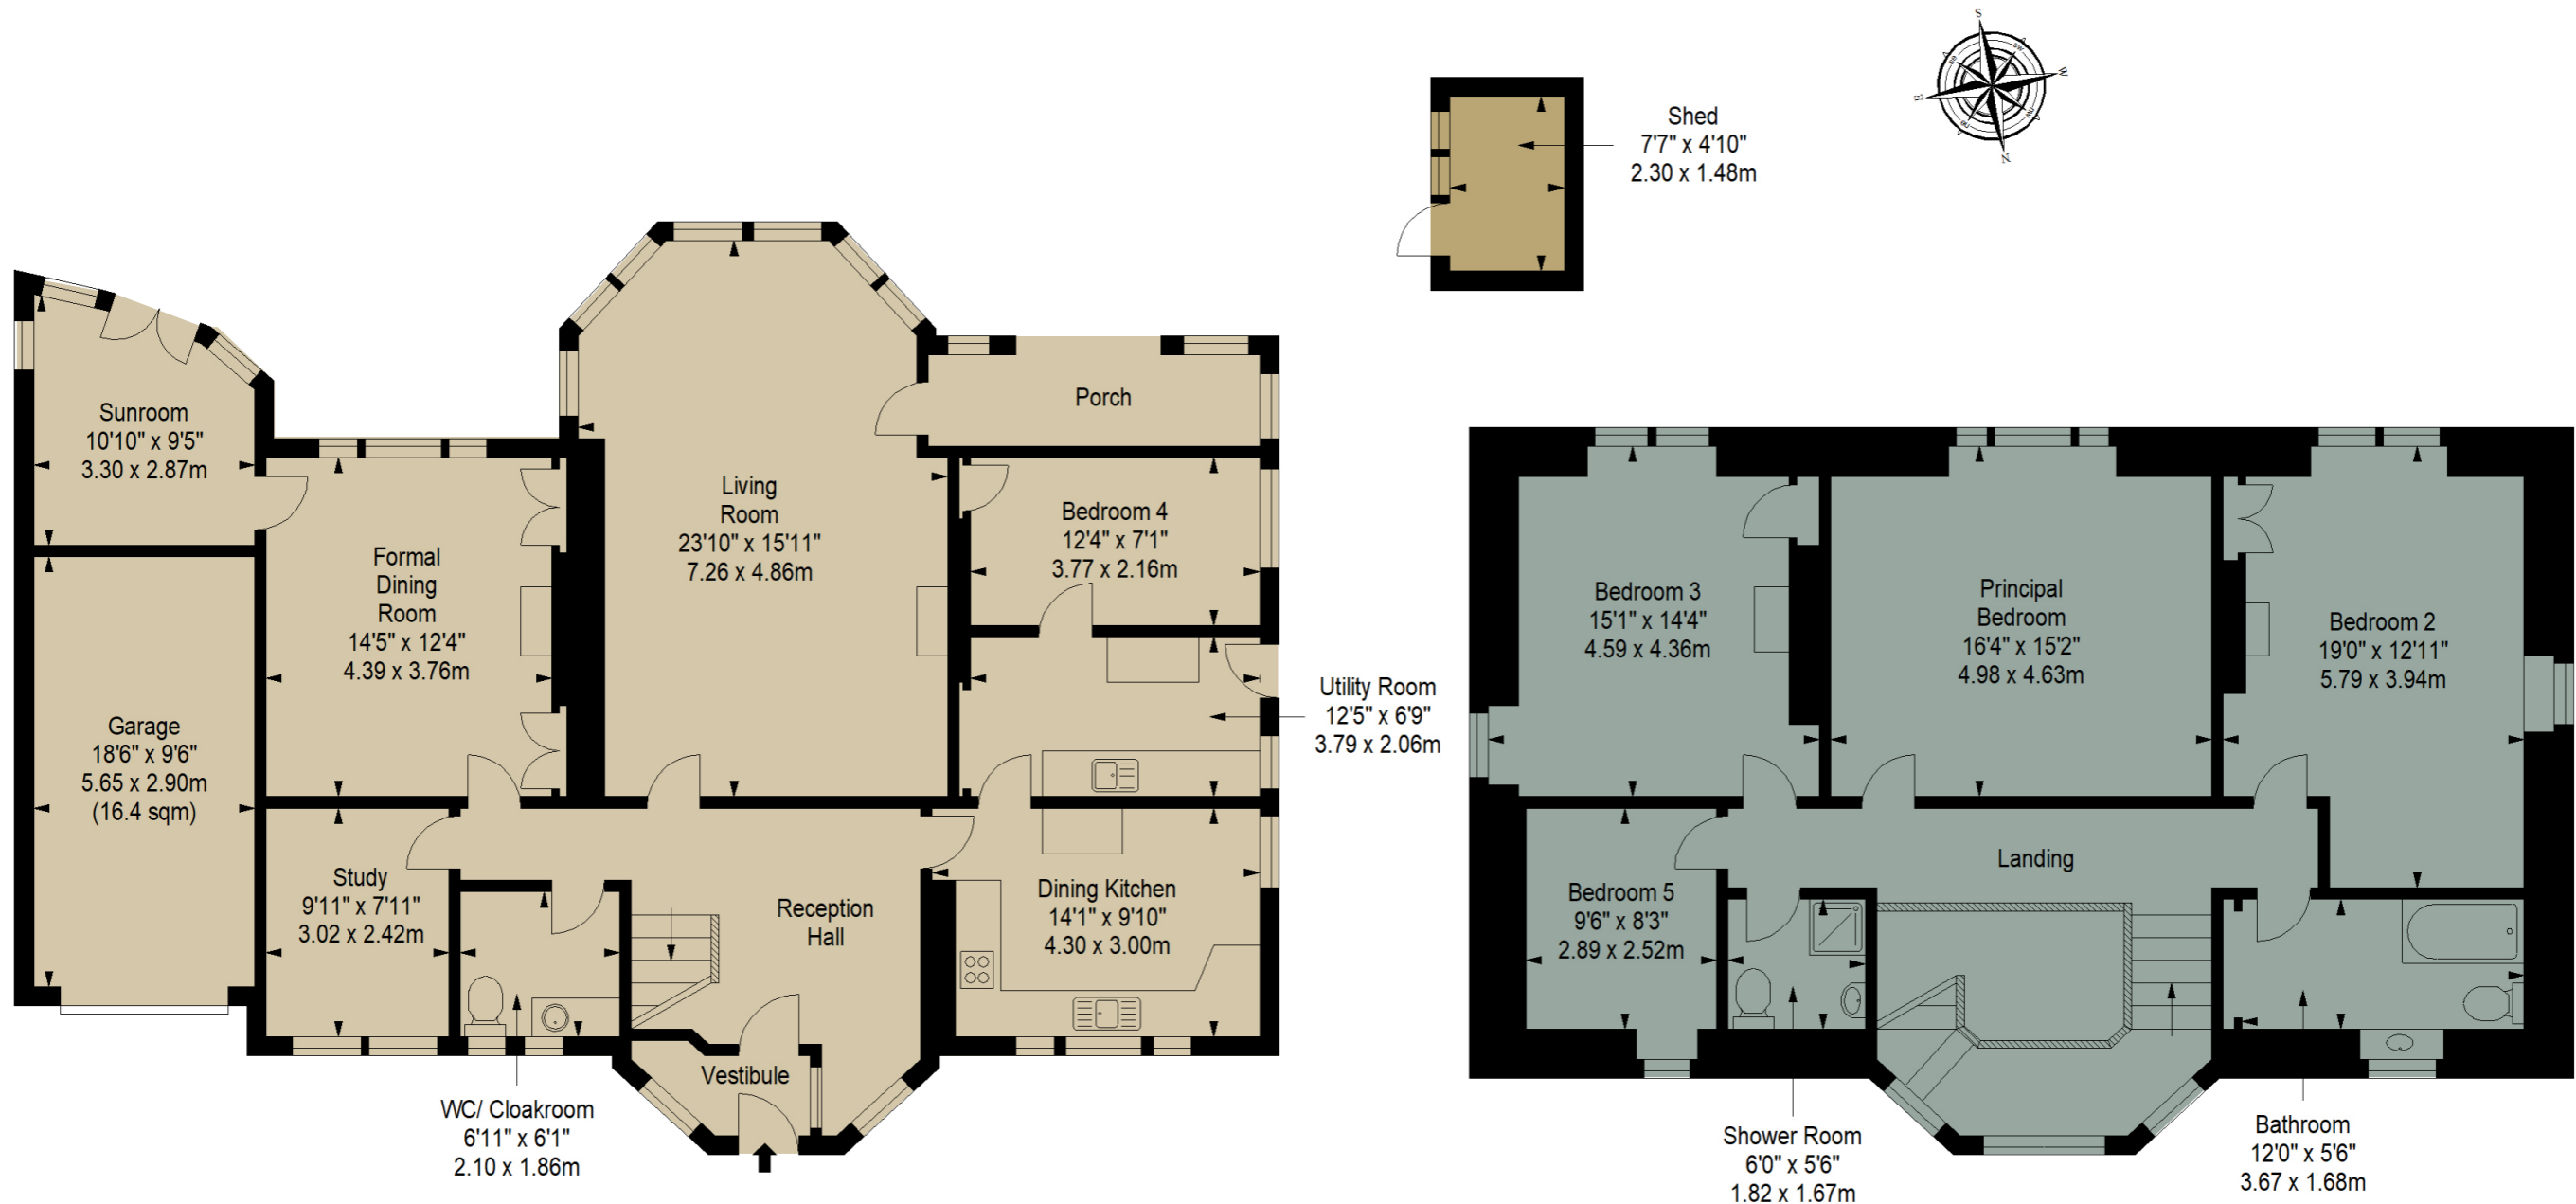 S
W
N
E
Shed
7'7" x 4'10"
2.30 x 1.48m
Sunroom
10'10" x 9'5"
3.30 x 2.87m
Porch
Living
Room
23'10" x 15'11"
7.26 x 4.86m
Bedroom 4
12'4" x 7'1"
3.77 x 2.16m
Formal
Dining
Room
14'5" x 12'4"
4.39 x 3.76m
Utility Room
12'5" x 6'9"
3.79 x 2.06m
Garage
18'6" x 9'6"
5.65 x 2.90m
(16.4 sqm)
Study
9'11" x 7'11"
3.02 x 2.42m
Reception
Hall
Dining Kitchen
14'1" x 9'10"
4.30 x 3.00m
Vestibule
WC/ Cloakroom
6'11" x 6'1"
2.10 x 1.86m
Bedroom 3
15'1" x 14'4"
4.59 x 4.36m
Principal
Bedroom
16'4" x 15'2"
4.98 x 4.63m
Bedroom 2
19'0" x 12'11"
5.79 x 3.94m
Landing
Bedroom 5
9'6" x 8'3"
2.89 x 2.52m
Shower Room
6'0" x 5'6"
1.82 x 1.67m
Bathroom
12'0" x 5'6"
3.67 x 1.68m